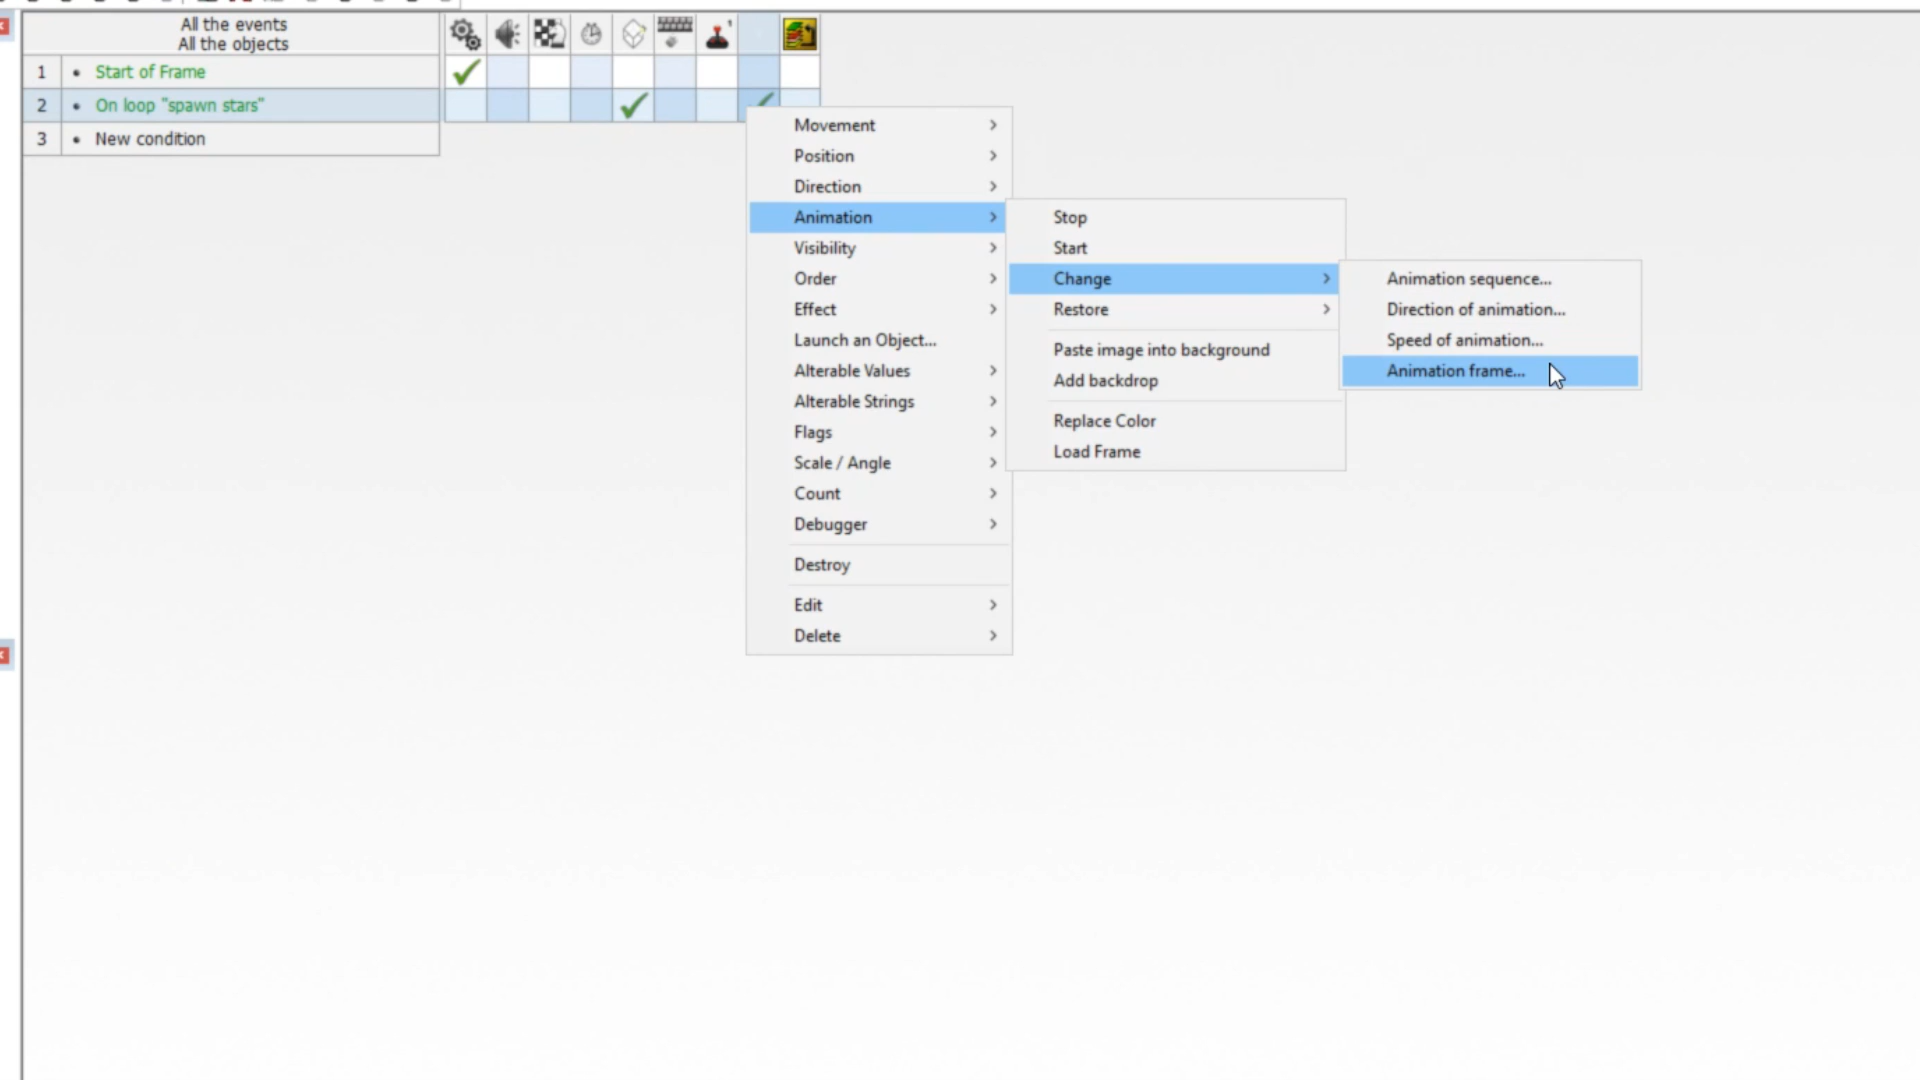 All the events
All the objects
1 • Start of Frame
2 • On loop "spawn stars"
3 • New condition
Movement
Position
Direction
Animation
Visibility
Order
Effect
Launch an Object...
Alterable Values
Alterable Strings
Flags
Scale / Angle
Count
Debugger
Destroy
Edit
Delete
Stop
Start
Change
Restore
Paste image into background
Add backdrop
Replace Color
Load Frame
Animation sequence...
Direction of animation...
Speed of animation...
Animation frame...